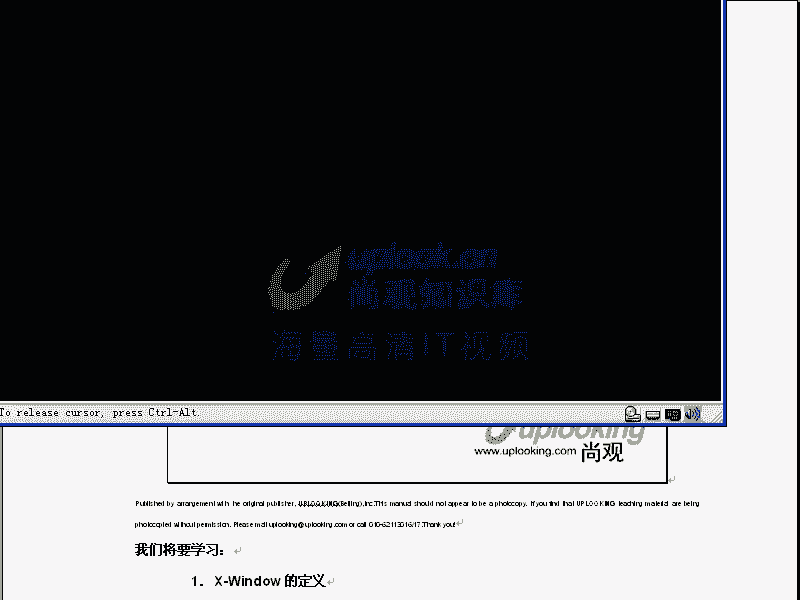 uplook.cn
尚观知识库
海量高清IT视频
To release cursor, press Ctrl-Alt.
uplooking
www.uplooking.com 尚观
Published by arrangement with the original publisher, UPLOOKING(Beijing),Inc.This manual should not appear to be a photocopy. If you find that UPLOOKING teaching material are being
photocopied without permission. Please mail uplooking@uplooking.com or call 010-62113016/17.Thank you!
我们将要学习：
1. X-Window 的定义